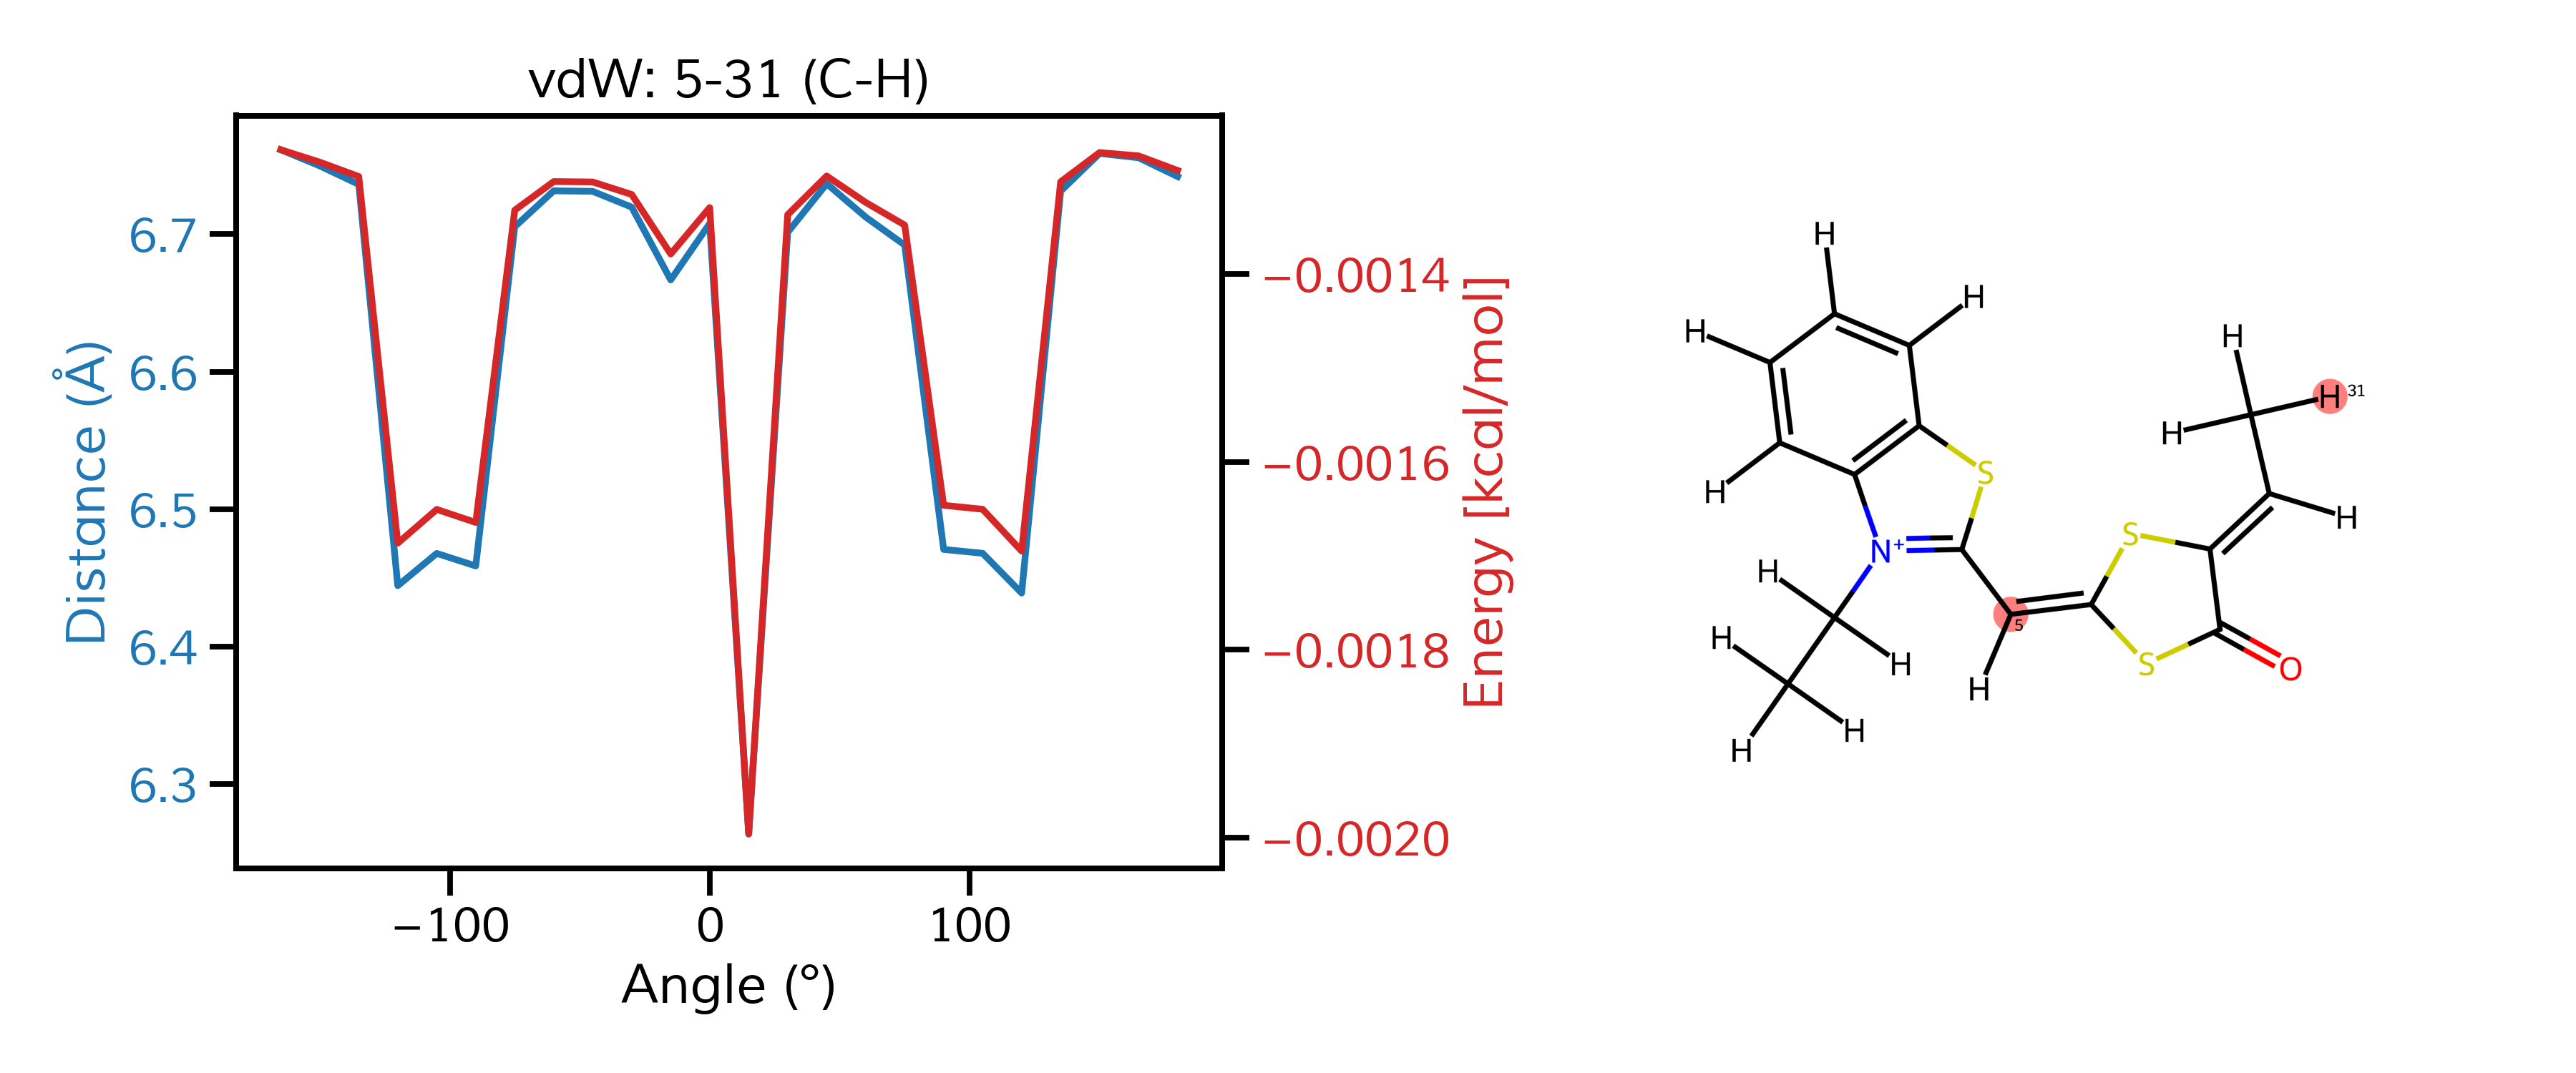 vdW: 5-31 (C-H)
Distance (Å)
6.7
6.6
6.5
6.4
6.3
−100
0
100
Angle (°)
−0.0014
−0.0016
−0.0018
−0.0020
Energy [kcal/mol]
H
H
H
H
H
H 31
H
S
H
H
S
N+
H
5
H
H
S
O
H
H
H